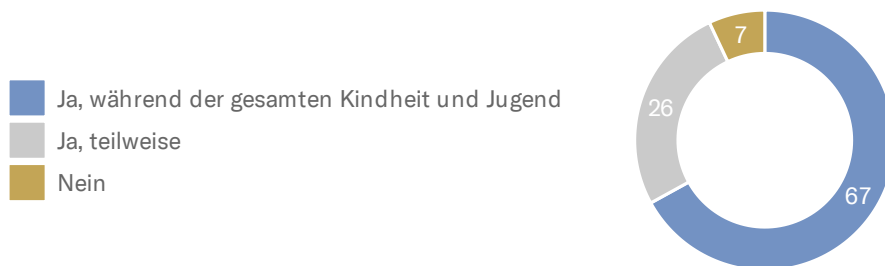 Ja, während der gesamten Kindheit und Jugend
Ja, teilweise
Nein
7
26
67